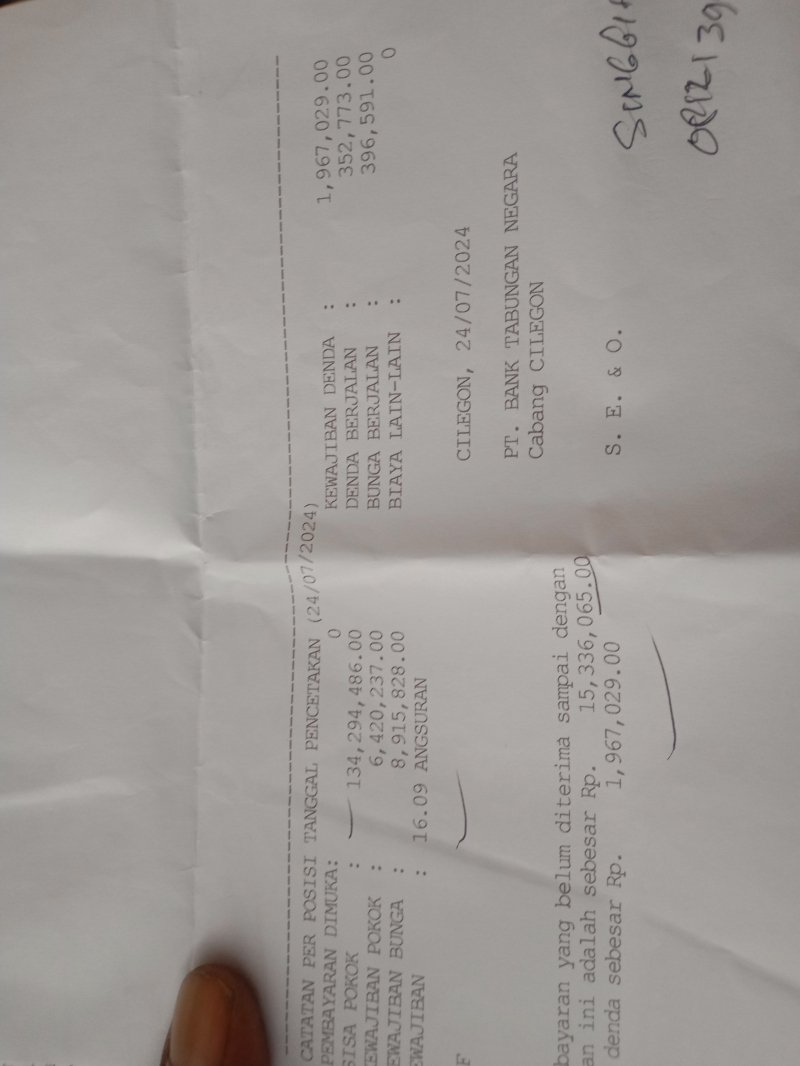 CATATAN PER POSISI TANGGAL PENCETAKAN (24/07/2024)
PEMBAYARAN DIMUKA: 0 KEWAJIBAN DENDA : 1,967,029.00
SISA POKOK : 134,294,486.00 DENDA BERJALAN : 352,773.00
EWAJIBAN POKOK : 6,420,237.00 BUNGA BERJALAN : 396,591.00
EWAJIBAN BUNGA : 8,915,828.00 BIAYA LAIN-LAIN : 0
EWAJIBAN : 16.09 ANGSURAN
F CILEGON, 24/07/2024
PT. BANK TABUNGAN NEGARA
Cabang CILEGON
bayaran yang belum diterima sampai dengan
an ini adalah sebesar Rp. 15,336,065.00
denda sebesar Rp. 1,967,029.00
S. E. & O.